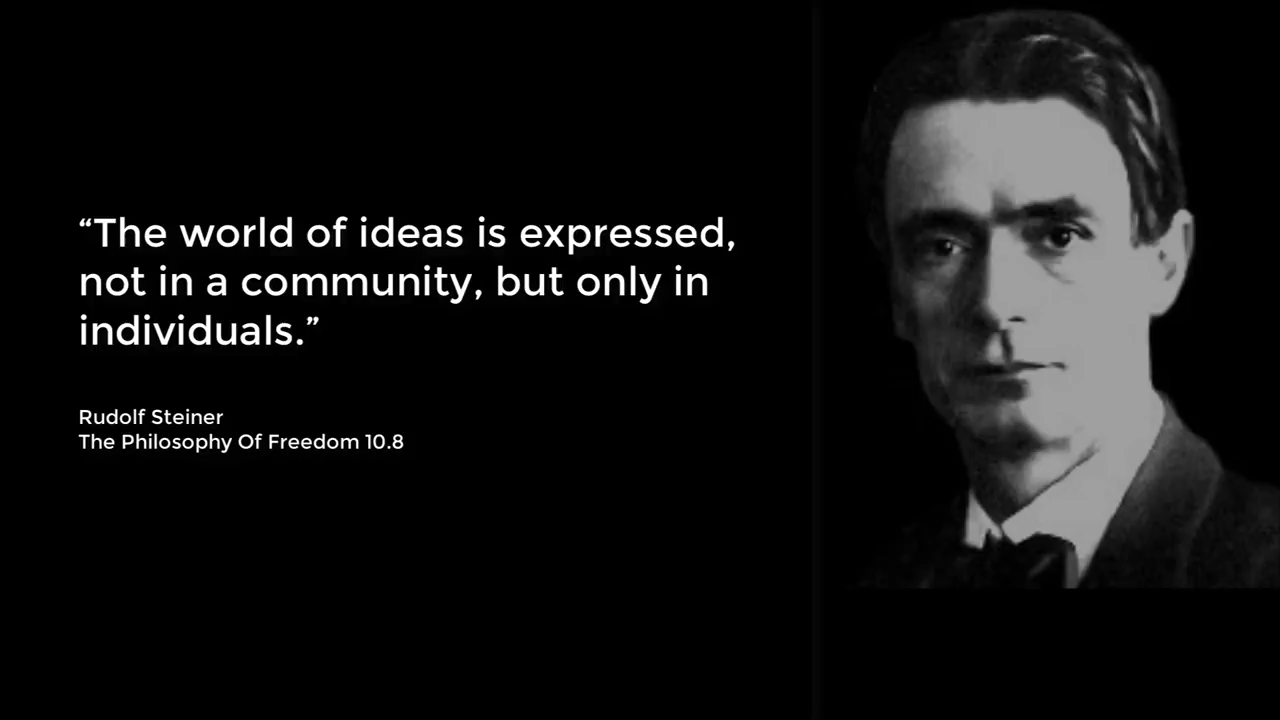 “The world of ideas is expressed,
not in a community, but only in
individuals.”
Rudolf Steiner
The Philosophy Of Freedom 10.8